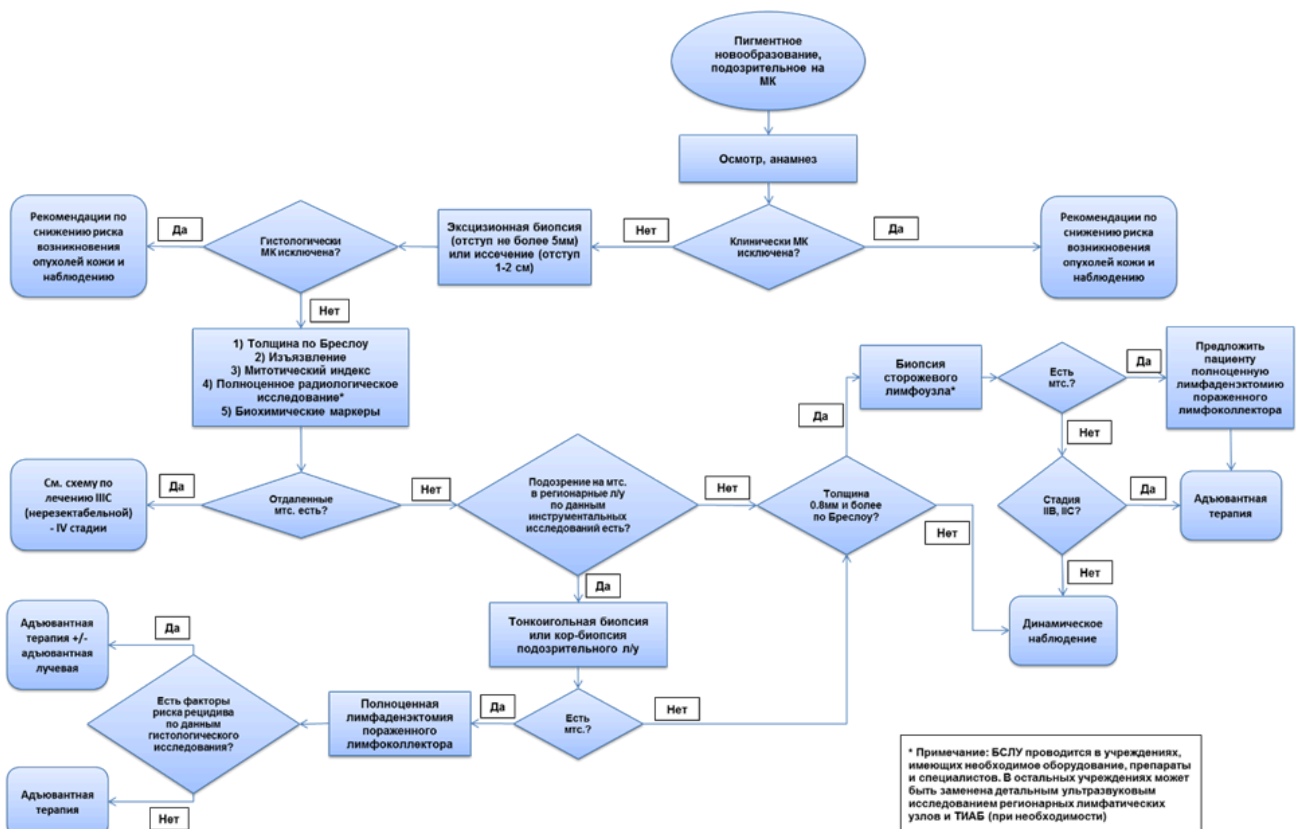 Пигментное
новообразование,
подозрительное на
МК
Осмотр, анамнез
Рекомендации по
снижению риска
возникновения
опухолей кожи и
наблюдению
Да
Гистологически
МК исключена?
Эксцизионная биопсия
(отступ не более 5мм)
или иссечение (отступ
1-2 см)
Нет
Клинически МК
исключена?
Да
Рекомендации по
снижению риска
возникновения
опухолей кожи и
наблюдению
Нет
1) Толщина по Бреслоу
2) Изъязвление
3) Митотический индекс
4) Полноценное радиологическое
исследование*
5) Биохимические маркеры
Биопсия
сторожевого
лимфоузла*
Есть
мтс.?
Да
Предложить
пациенту
полноценную
лимфаденэктомию
пораженного
лимфоколлектора
Да
Нет
См. схему по
лечению IIIC
(нерезектабельной)
- IV стадии
Да
Отдаленные
мтс. есть?
Нет
Подозрение на мтс.
в регионарные л/у
по данным
инструментальных
исследований есть?
Нет
Толщина
0.8мм и более
по Бреслоу?
Нет
Стадия
IIB, IIC?
Да
Адъювантная
терапия
Да
Нет
Тонкоигольная биопсия
или кор-биопсия
подозрительного л/у
Динамическое
наблюдение
Адъювантная
терапия +/-
адъювантная
лучевая
Да
Есть факторы
риска рецидива
по данным
гистологического
исследования?
Полноценная
лимфаденэктомия
пораженного
лимфоколлектора
Да
Есть
мтс.?
Нет
Адъювантная
терапия
Нет
* Примечание: БСЛУ проводится в учреждениях,
имеющих необходимое оборудование, препараты
и специалистов. В остальных учреждениях может
быть заменена детальным ультразвуковым
исследованием регионарных лимфатических
узлов и ТИАБ (при необходимости)